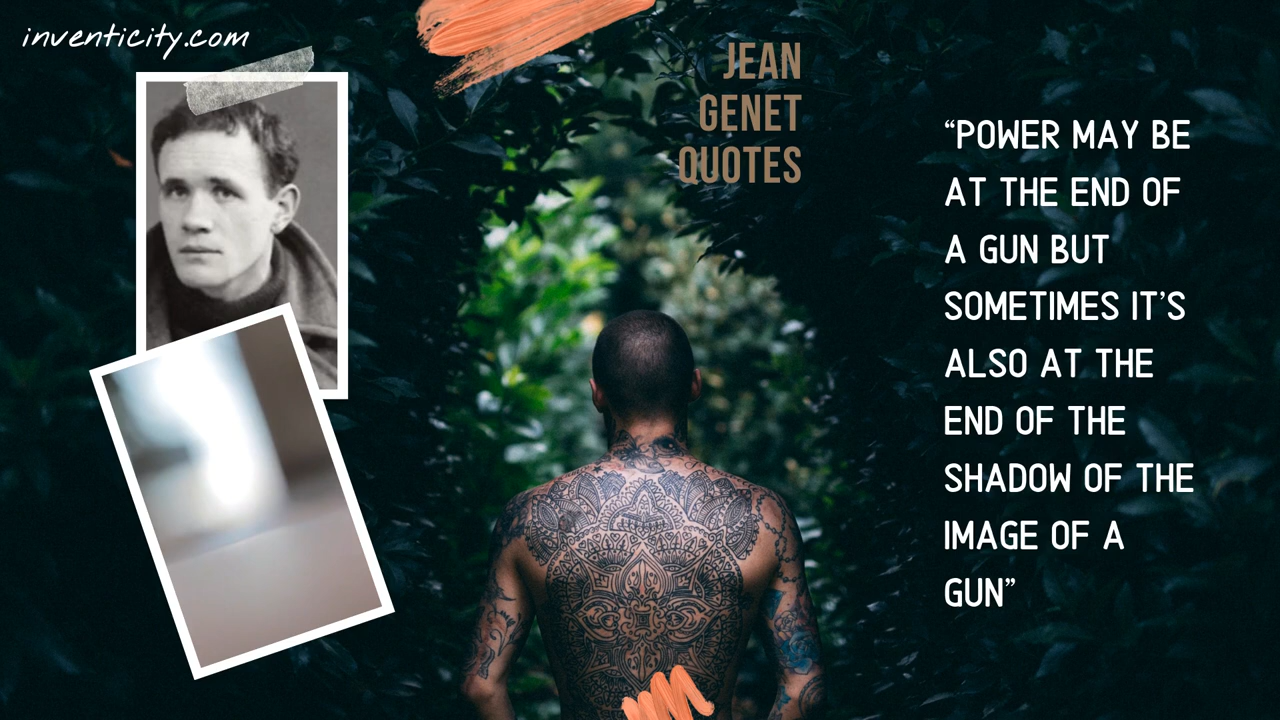 inventicity.com
JEAN
GENET
QUOTES
“POWER MAY BE
AT THE END OF
A GUN BUT
SOMETIMES IT’S
ALSO AT THE
END OF THE
SHADOW OF THE
IMAGE OF A
GUN”